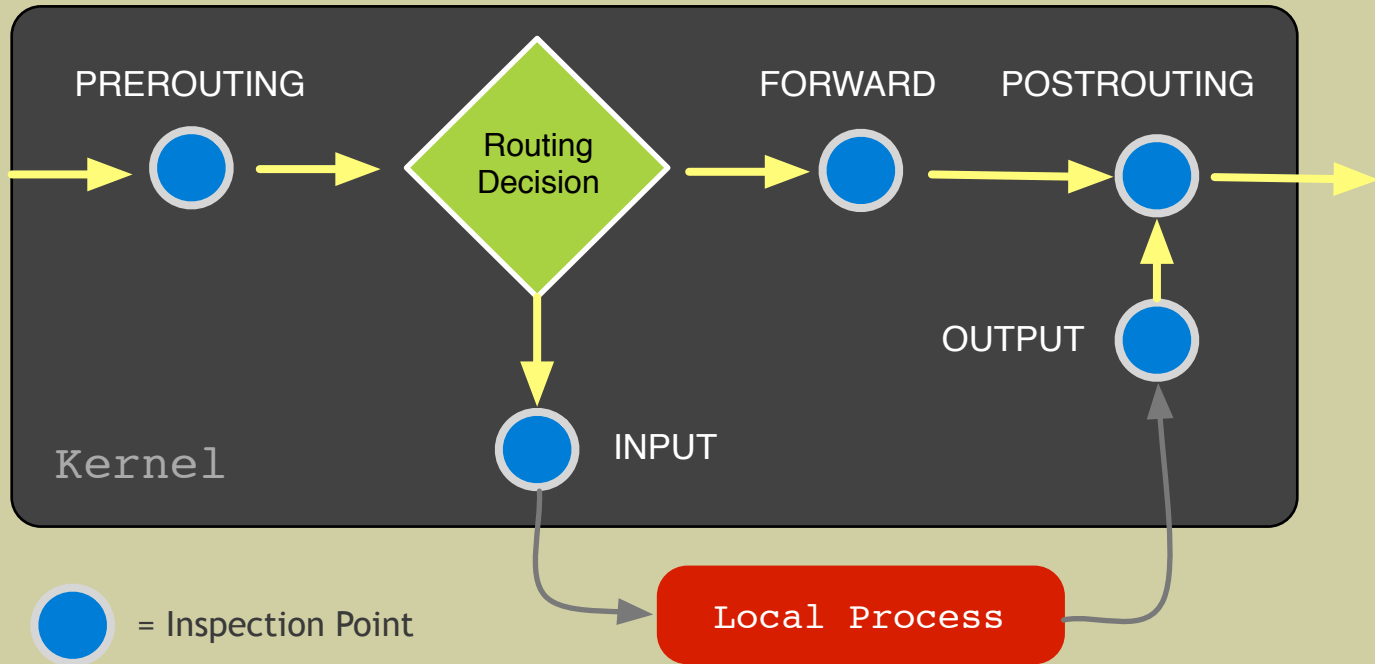 PREROUTING
FORWARD
POSTROUTING
Routing
Decision
OUTPUT
INPUT
Kernel
Local Process
= Inspection Point